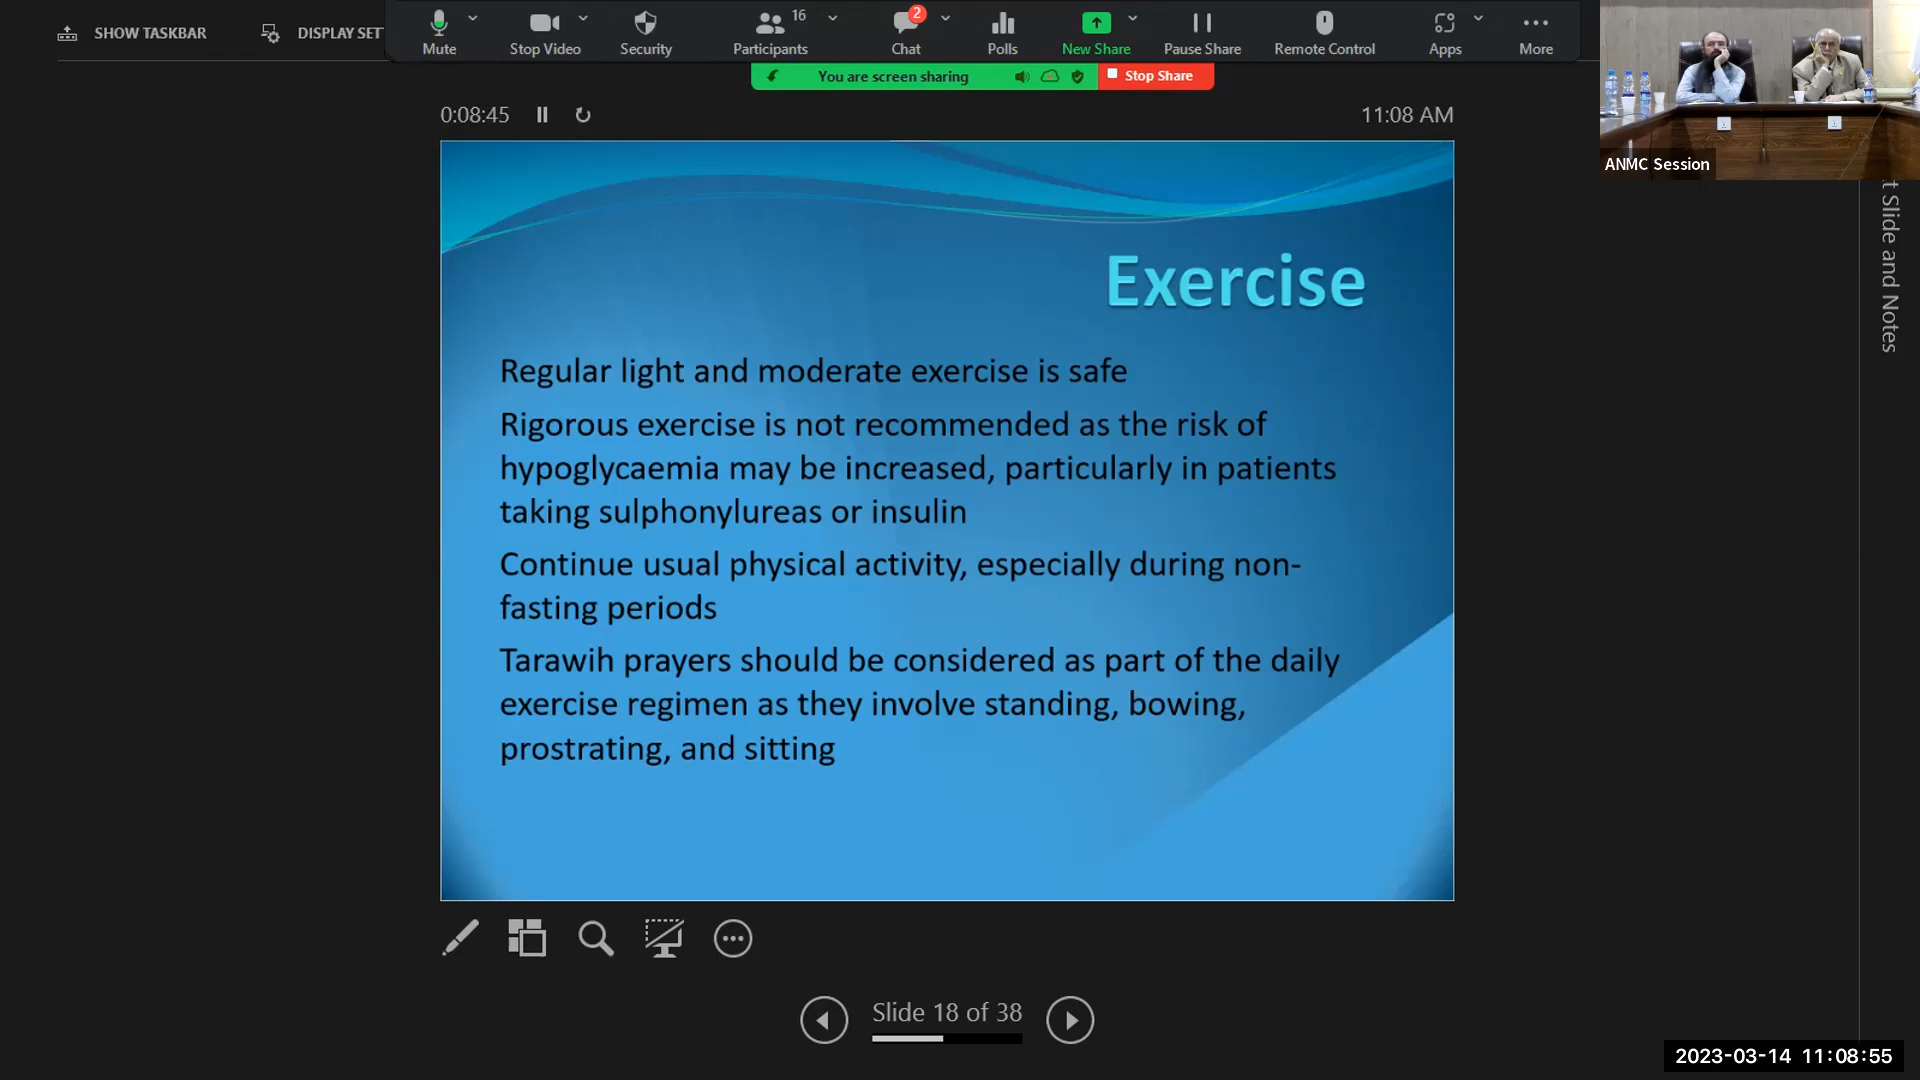 SHOW TASKBAR
DISPLAY SET
Mute
Stop Video
Security
16
Participants
2
Chat
Polls
New Share
Pause Share
Remote Control
Apps
More
You are screen sharing
Stop Share
0:08:45
11:08 AM
ANMC Session
t Slide and Notes
Exercise
Regular light and moderate exercise is safe
Rigorous exercise is not recommended as the risk of
hypoglycaemia may be increased, particularly in patients
taking sulphonylureas or insulin
Continue usual physical activity, especially during non-
fasting periods
Tarawih prayers should be considered as part of the daily
exercise regimen as they involve standing, bowing,
prostrating, and sitting
Slide 18 of 38
2023-03-14 11:08:55